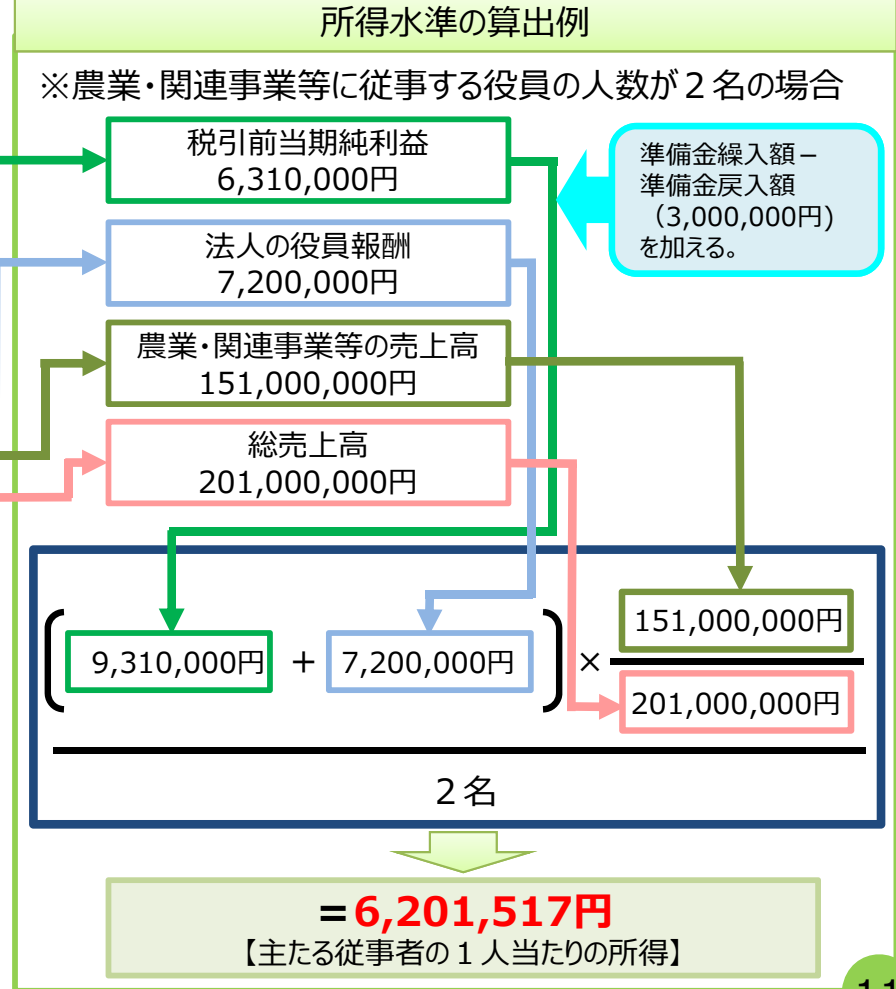 所得水準の算出例
※農業・関連事業等に従事する役員の人数が２名の場合
税引前当期純利益
6,310,000円
準備金繰入額－
準備金戻入額
（3,000,000円)
を加える。
法人の役員報酬
7,200,000円
農業・関連事業等の売上高
151,000,000円
総売上高
201,000,000円
9,310,000円 ＋ 7,200,000円 × 151,000,000円
201,000,000円
２名
＝6,201,517円
【主たる従事者の１人当たりの所得】